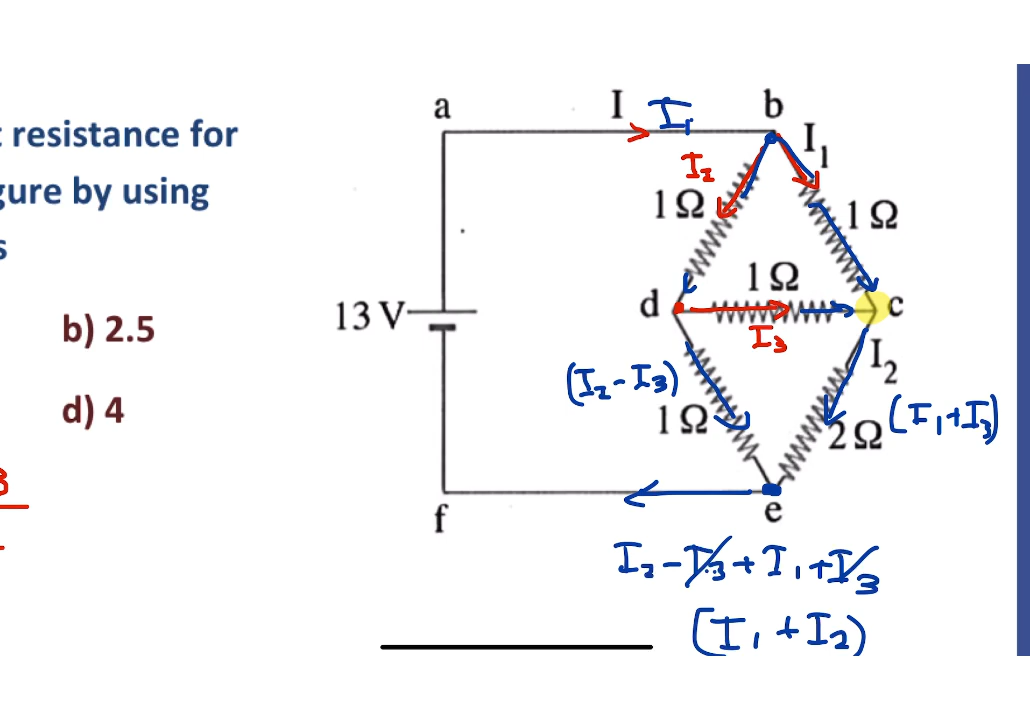 a I I₁ b
: resistance for
I₁
gure by using
I₂
1 Ω 1 Ω
s
1 Ω
13 V d c
b) 2.5
I₃
I₂
(I₂-I₃)
d) 4
1 Ω 2 Ω (I₁+I₃)
3
f e
I₂-I₃+I₁+I₃
(I₁+I₂)